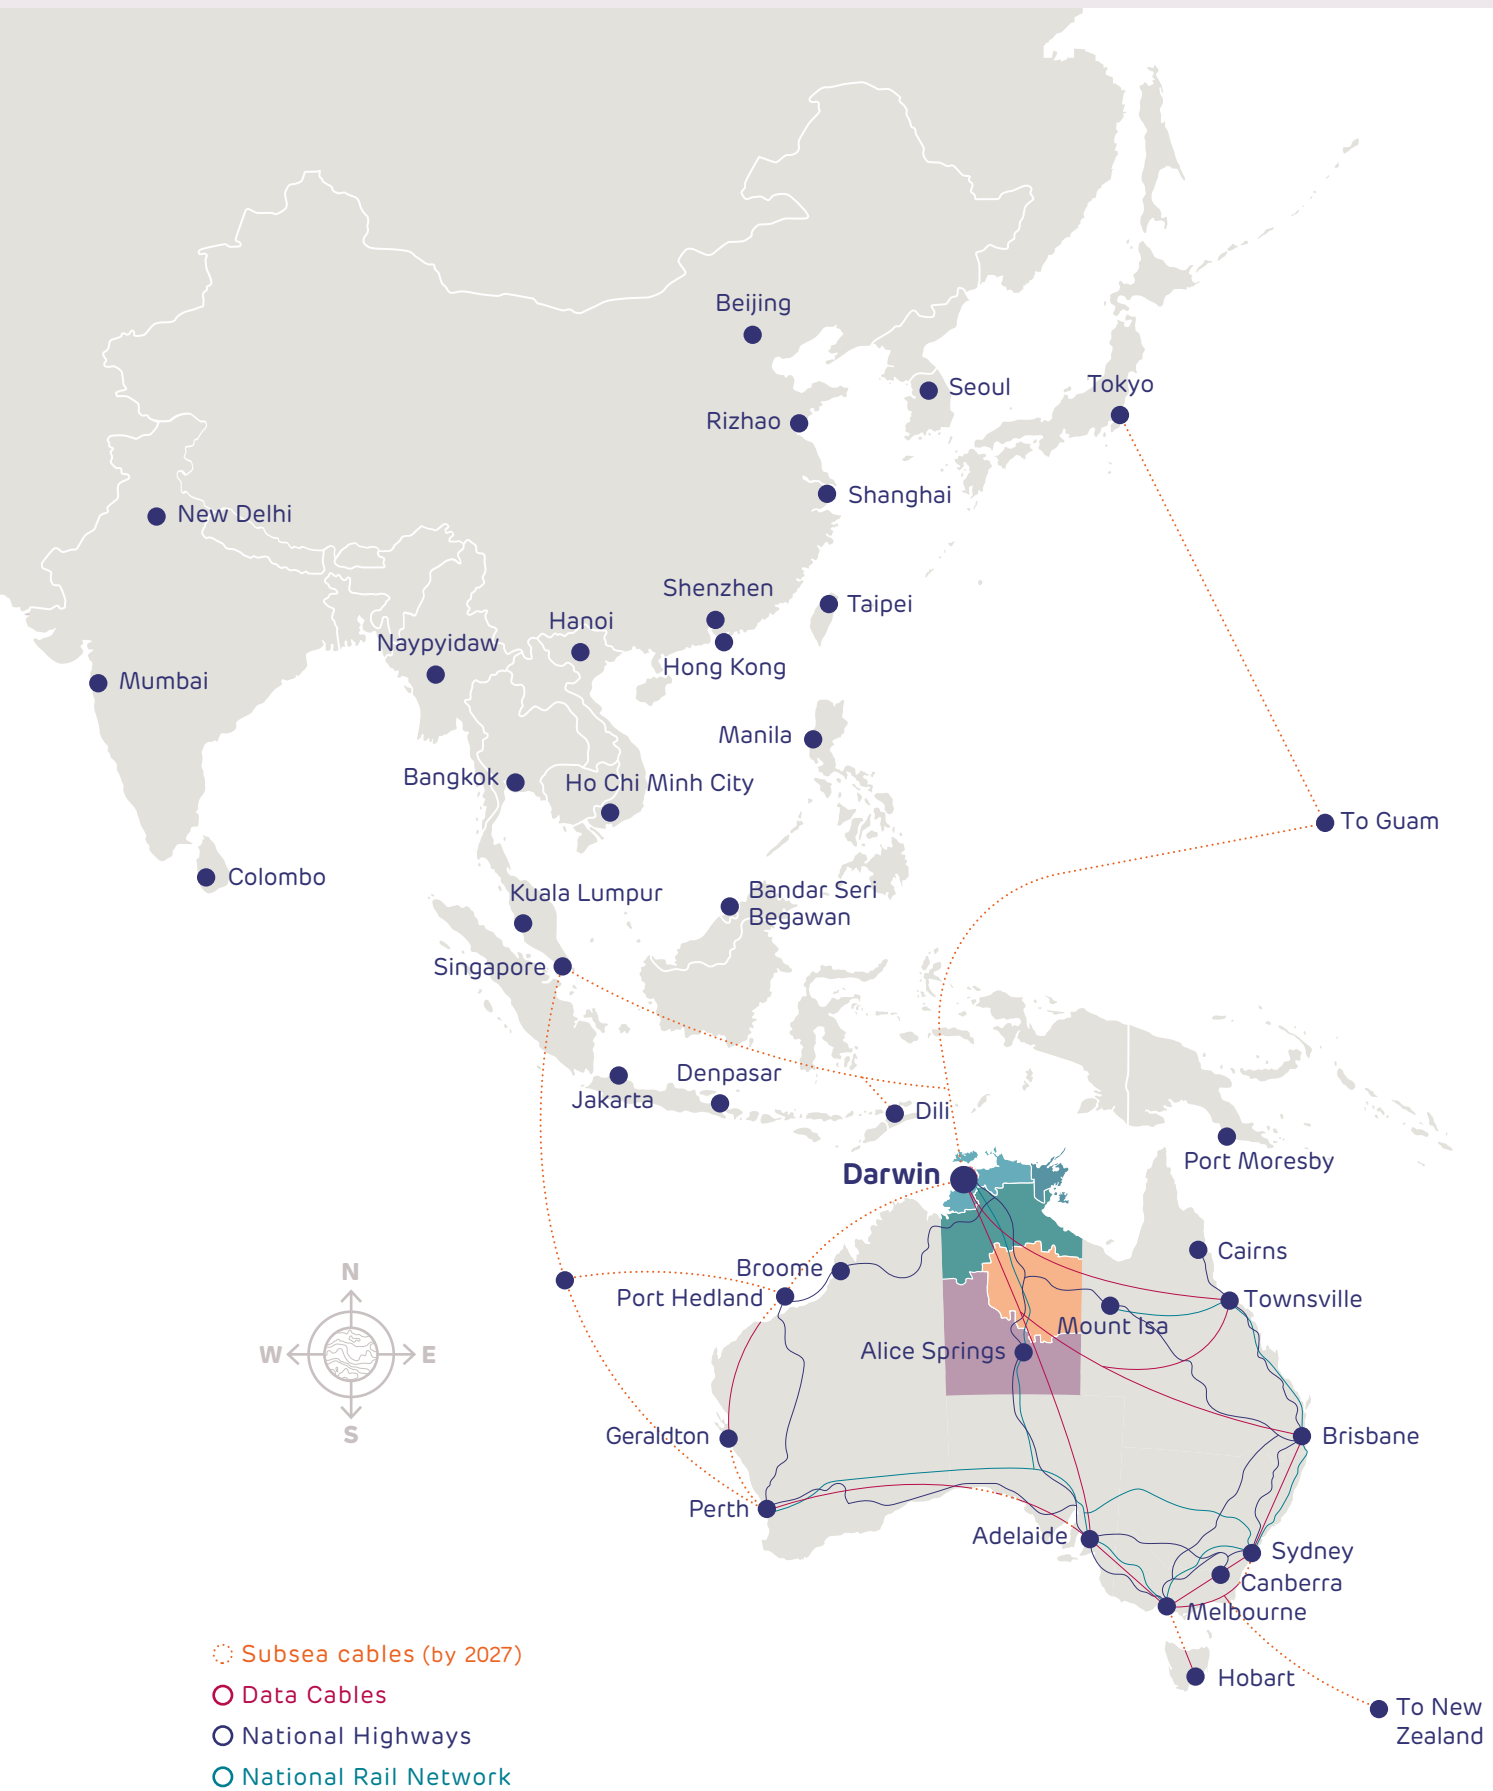 Beijing
Seoul
Tokyo
Rizhao
Shanghai
New Delhi
Shenzhen
Taipei
Hanoi
Naypyidaw
Hong Kong
Mumbai
Manila
Bangkok
Ho Chi Minh City
To Guam
Colombo
Kuala Lumpur
Bandar Seri
Begawan
Singapore
Denpasar
Jakarta
Dili
Port Moresby
Darwin
Cairns
Broome
Port Hedland
Townsville
Mount Isa
Alice Springs
N
W
E
S
Geraldton
Brisbane
Perth
Adelaide
Sydney
Canberra
Melbourne
Hobart
To New
Zealand
Subsea cables (by 2027)
Data Cables
National Highways
National Rail Network